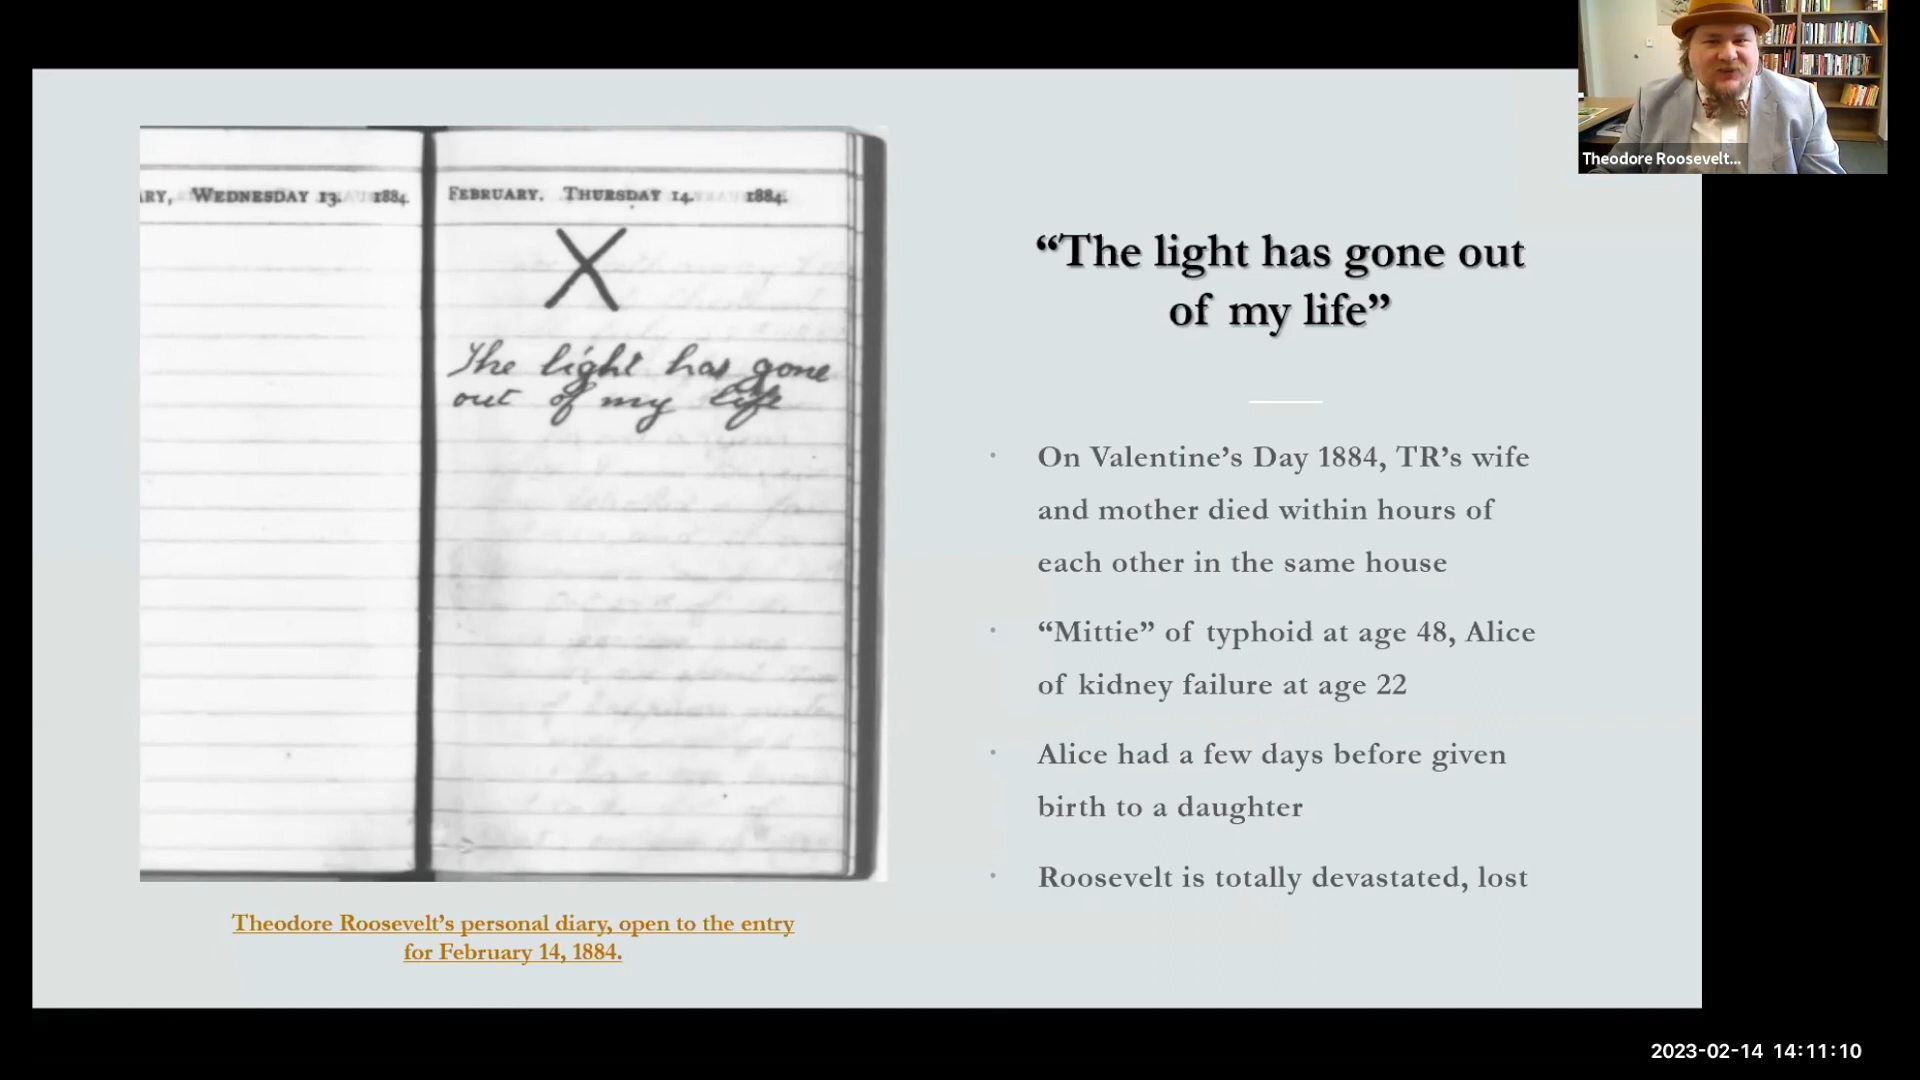 Theodore Roosevelt...
ARY, WEDNESDAY 13. 1884.
FEBRUARY. THURSDAY 14. 1884.
X
The light has gone
out of my life
Theodore Roosevelt’s personal diary, open to the entry
for February 14, 1884.
“The light has gone out
of my life”
• On Valentine’s Day 1884, TR’s wife
and mother died within hours of
each other in the same house
• “Mittie” of typhoid at age 48, Alice
of kidney failure at age 22
• Alice had a few days before given
birth to a daughter
• Roosevelt is totally devastated, lost
2023-02-14 14:11:10